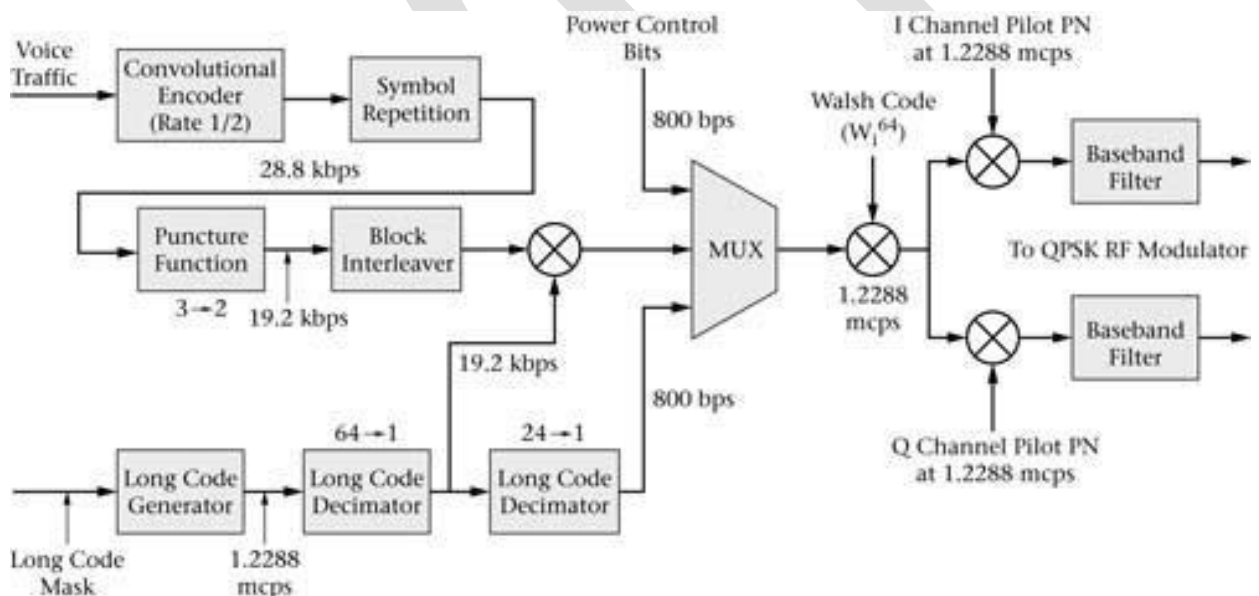 Voice
Traffic
Convolutional
Encoder
(Rate 1/2)
Symbol
Repetition
28.8 kbps
Power Control
Bits
800 bps
Walsh Code
(Wi64)
I Channel Pilot PN
at 1.2288 mcps
Baseband
Filter
Puncture
Function
3→2
19.2 kbps
Block
Interleaver
MUX
1.2288
mcps
To QPSK RF Modulator
Baseband
Filter
19.2 kbps
800 bps
Q Channel Pilot PN
at 1.2288 mcps
Long Code
Generator
64→1
Long Code
Decimator
24→1
Long Code
Decimator
Long Code
Mask
1.2288
mcps